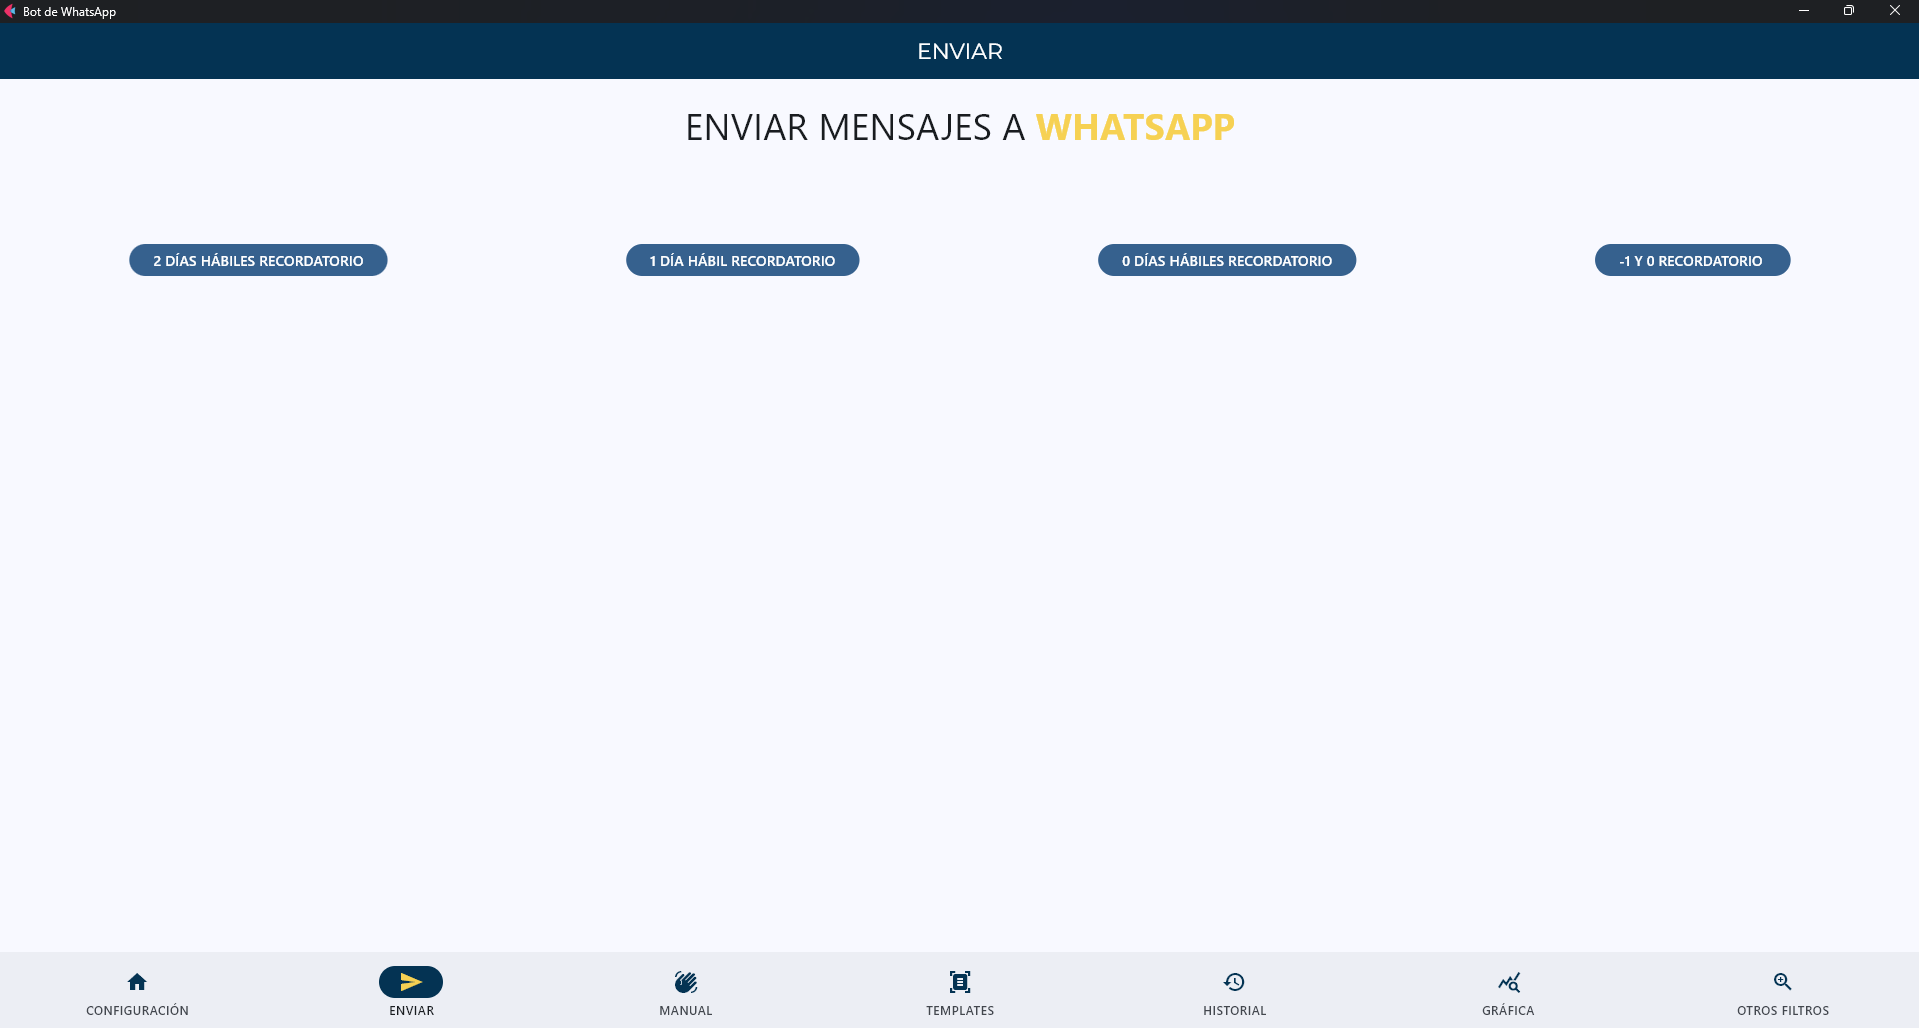 Bot de WhatsApp
ENVIAR
ENVIAR MENSAJES A WHATSAPP
2 DÍAS HÁBILES RECORDATORIO
1 DÍA HÁBIL RECORDATORIO
0 DÍAS HÁBILES RECORDATORIO
-1 Y 0 RECORDATORIO
CONFIGURACIÓN
ENVIAR
MANUAL
TEMPLATES
HISTORIAL
GRÁFICA
OTROS FILTROS